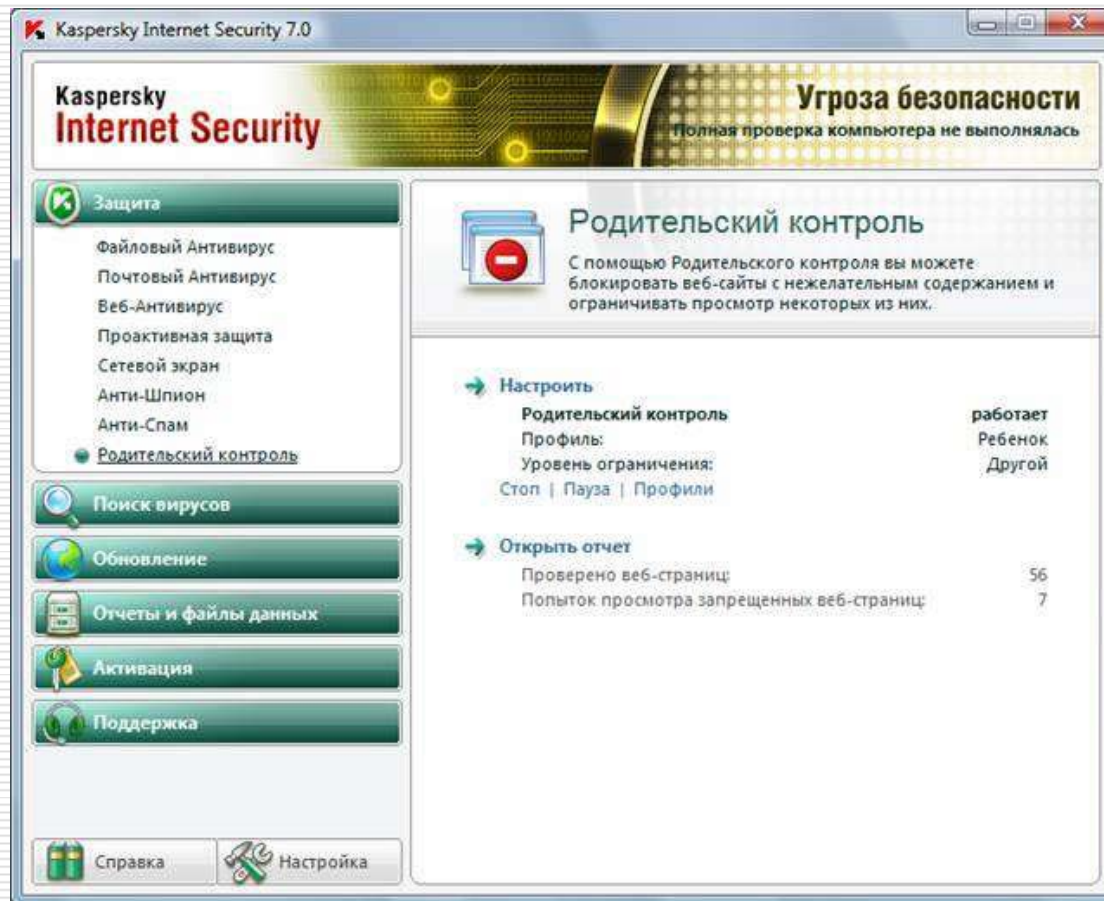 Kaspersky Internet Security 7.0
Kaspersky
Internet Security
Угроза безопасности
Полная проверка компьютера не выполнялась
Защита
Файловый Антивирус
Почтовый Антивирус
Веб-Антивирус
Проактивная защита
Сетевой экран
Анти-Шпион
Анти-Спам
Родительский контроль
Поиск вирусов
Обновление
Отчеты и файлы данных
Активация
Поддержка
Справка
Настройка
Родительский контроль
С помощью Родительского контроля вы можете
блокировать веб-сайты с нежелательным содержанием и
ограничивать просмотр некоторых из них.
Настроить
Родительский контроль работает
Профиль: Ребенок
Уровень ограничения: Другой
Стоп | Пауза | Профили
Открыть отчет
Проверено веб-страниц: 56
Попыток просмотра запрещенных веб-страниц: 7